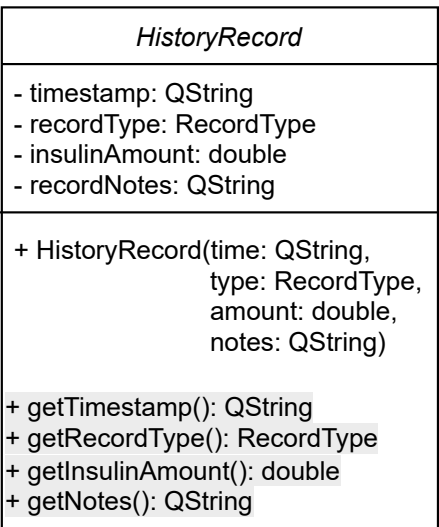 HistoryRecord
- timestamp: QString
- recordType: RecordType
- insulinAmount: double
- recordNotes: QString
+ HistoryRecord(time: QString,
type: RecordType,
amount: double,
notes: QString)
+ getTimestamp(): QString
+ getRecordType(): RecordType
+ getInsulinAmount(): double
+ getNotes(): QString